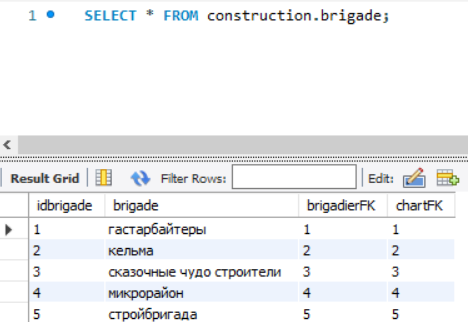 1 SELECT * FROM construction.brigade;
Result Grid Filter Rows: Edit:
idbrigade brigade brigadierFK chartFK
1 гастарбайтеры 1 1
2 кельма 2 2
3 сказочные чудо строители 3 3
4 микрорайон 4 4
5 стройбригада 5 5